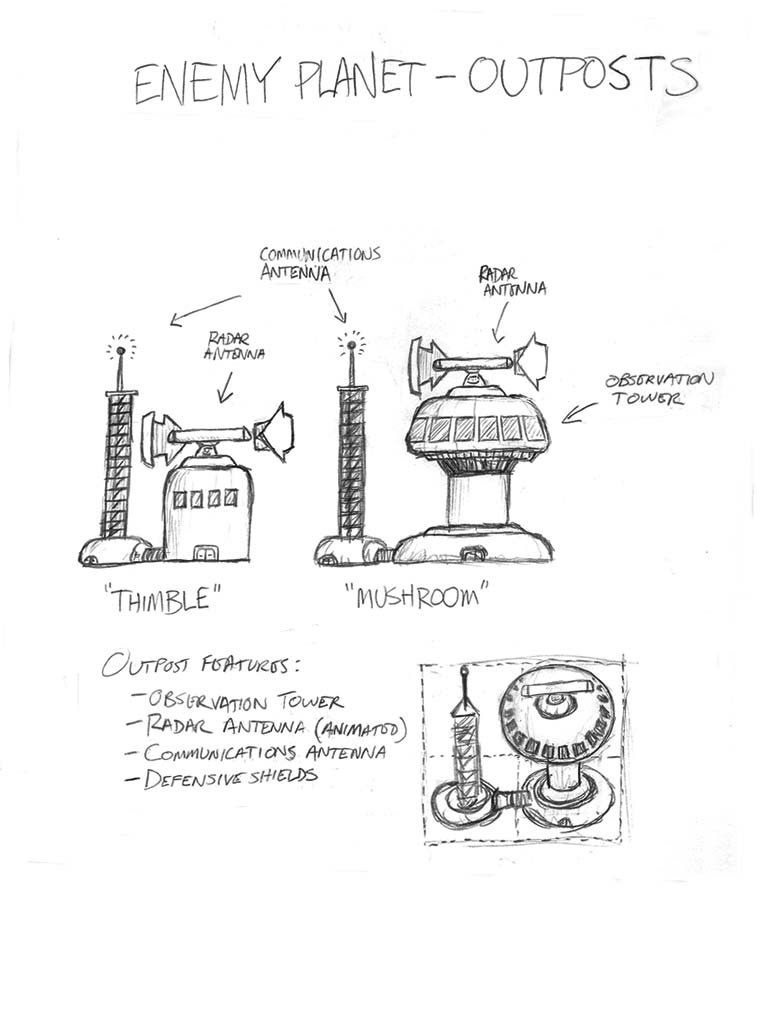 ENEMY PLANET - OUTPOSTS
COMMUNICATIONS
ANTENNA
RADAR
ANTENNA
RADAR
ANTENNA
OBSERVATION
TOWER
"THIMBLE"
"MUSHROOM"
OUTPOST FEATURES:
- OBSERVATION TOWER
- RADAR ANTENNA (ANIMATED)
- COMMUNICATIONS ANTENNA
- DEFENSIVE SHIELDS